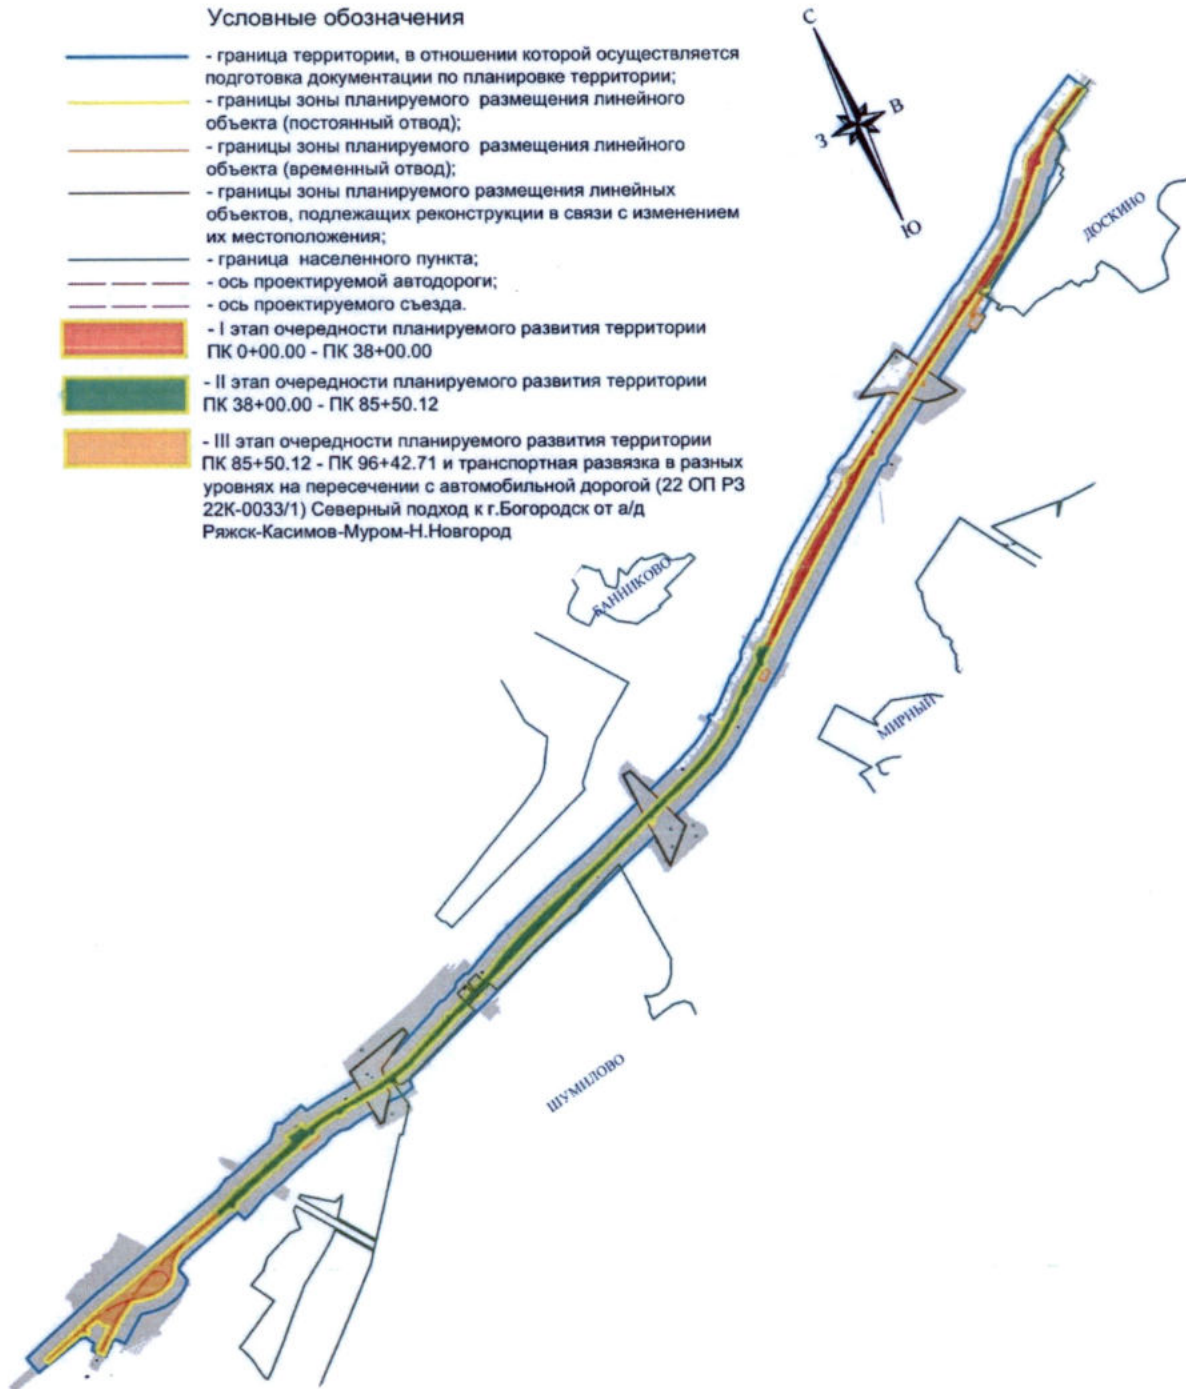 Условные обозначения
- граница территории, в отношении которой осуществляется
подготовка документации по планировке территории;
- границы зоны планируемого размещения линейного
объекта (постоянный отвод);
- границы зоны планируемого размещения линейного
объекта (временный отвод);
- границы зоны планируемого размещения линейных
объектов, подлежащих реконструкции в связи с изменением
их местоположения;
- граница населенного пункта;
- ось проектируемой автодороги;
- ось проектируемого съезда.
- I этап очередности планируемого развития территории
ПК 0+00.00 - ПК 38+00.00
- II этап очередности планируемого развития территории
ПК 38+00.00 - ПК 85+50.12
- III этап очередности планируемого развития территории
ПК 85+50.12 - ПК 96+42.71 и транспортная развязка в разных
уровнях на пересечении с автомобильной дорогой (22 ОП РЗ
22К-0033/1) Северный подход к г.Богородск от а/д
Ряжск-Касимов-Муром-Н.Новгород
С
В
З
Ю
ДОСКИНО
БАННИКОВО
МИРНЫЙ
ШУМИЛОВО